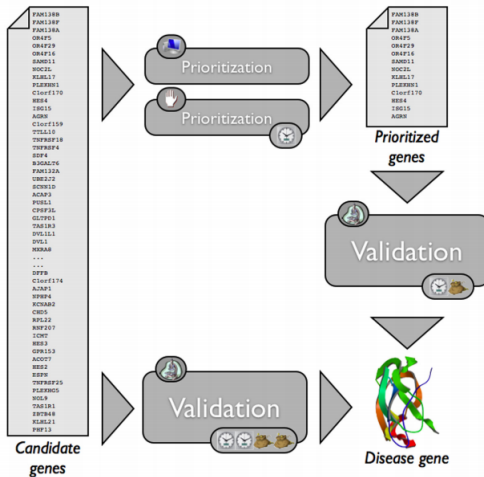 FAM138B
FAM138F
FAM138A
OR4F5
OR4F29
OR4F16
SAMD11
NOC2L
KLHL17
PLEKHN1
C1orf170
HES4
ISG15
AGRN
C1orf159
TTLL10
TNFRSF18
TNFRSF4
SDF4
B3GALT6
FAM132A
UBE2J2
SCNN1D
ACAP3
PUSL1
CPSF3L
GLTPD1
TAS1R3
DVL1L1
DVL1
MXRA8
...
...
DFFB
C1orf174
AJAP1
NPHP4
KCNAB2
CHD5
RPL22
RNF207
ICMT
HES3
GPR153
ACOT7
HES2
ESPN
TNFRSF25
PLEKHG5
NOL9
TAS1R1
ZBTB48
KLHL21
PHF13
Candidate
genes
Prioritization
Prioritization
FAM138B
FAM138F
FAM138A
OR4F5
OR4F29
OR4F16
SAMD11
NOC2L
KLHL17
PLEKHN1
C1orf170
HES4
ISG15
AGRN
Prioritized
genes
Validation
Validation
Disease gene